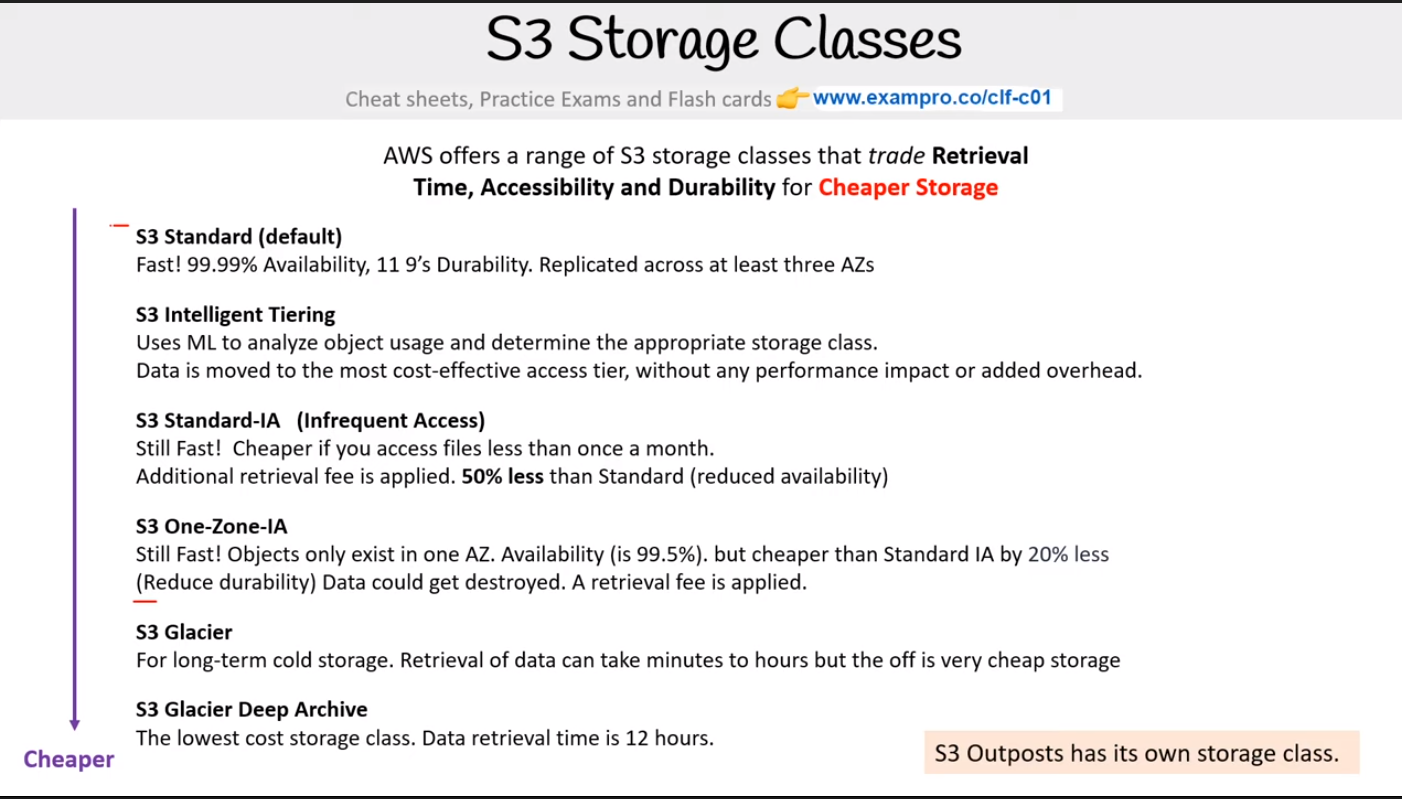 S3 Storage Classes
Cheat sheets, Practice Exams and Flash cards 👉 www.exampro.co/clf-c01
AWS offers a range of S3 storage classes that trade Retrieval
Time, Accessibility and Durability for Cheaper Storage
S3 Standard (default)
Fast! 99.99% Availability, 11 9’s Durability. Replicated across at least three AZs
S3 Intelligent Tiering
Uses ML to analyze object usage and determine the appropriate storage class.
Data is moved to the most cost-effective access tier, without any performance impact or added overhead.
S3 Standard-IA (Infrequent Access)
Still Fast! Cheaper if you access files less than once a month.
Additional retrieval fee is applied. 50% less than Standard (reduced availability)
S3 One-Zone-IA
Still Fast! Objects only exist in one AZ. Availability (is 99.5%). but cheaper than Standard IA by 20% less
(Reduce durability) Data could get destroyed. A retrieval fee is applied.
S3 Glacier
For long-term cold storage. Retrieval of data can take minutes to hours but the off is very cheap storage
S3 Glacier Deep Archive
The lowest cost storage class. Data retrieval time is 12 hours.
Cheaper
S3 Outposts has its own storage class.